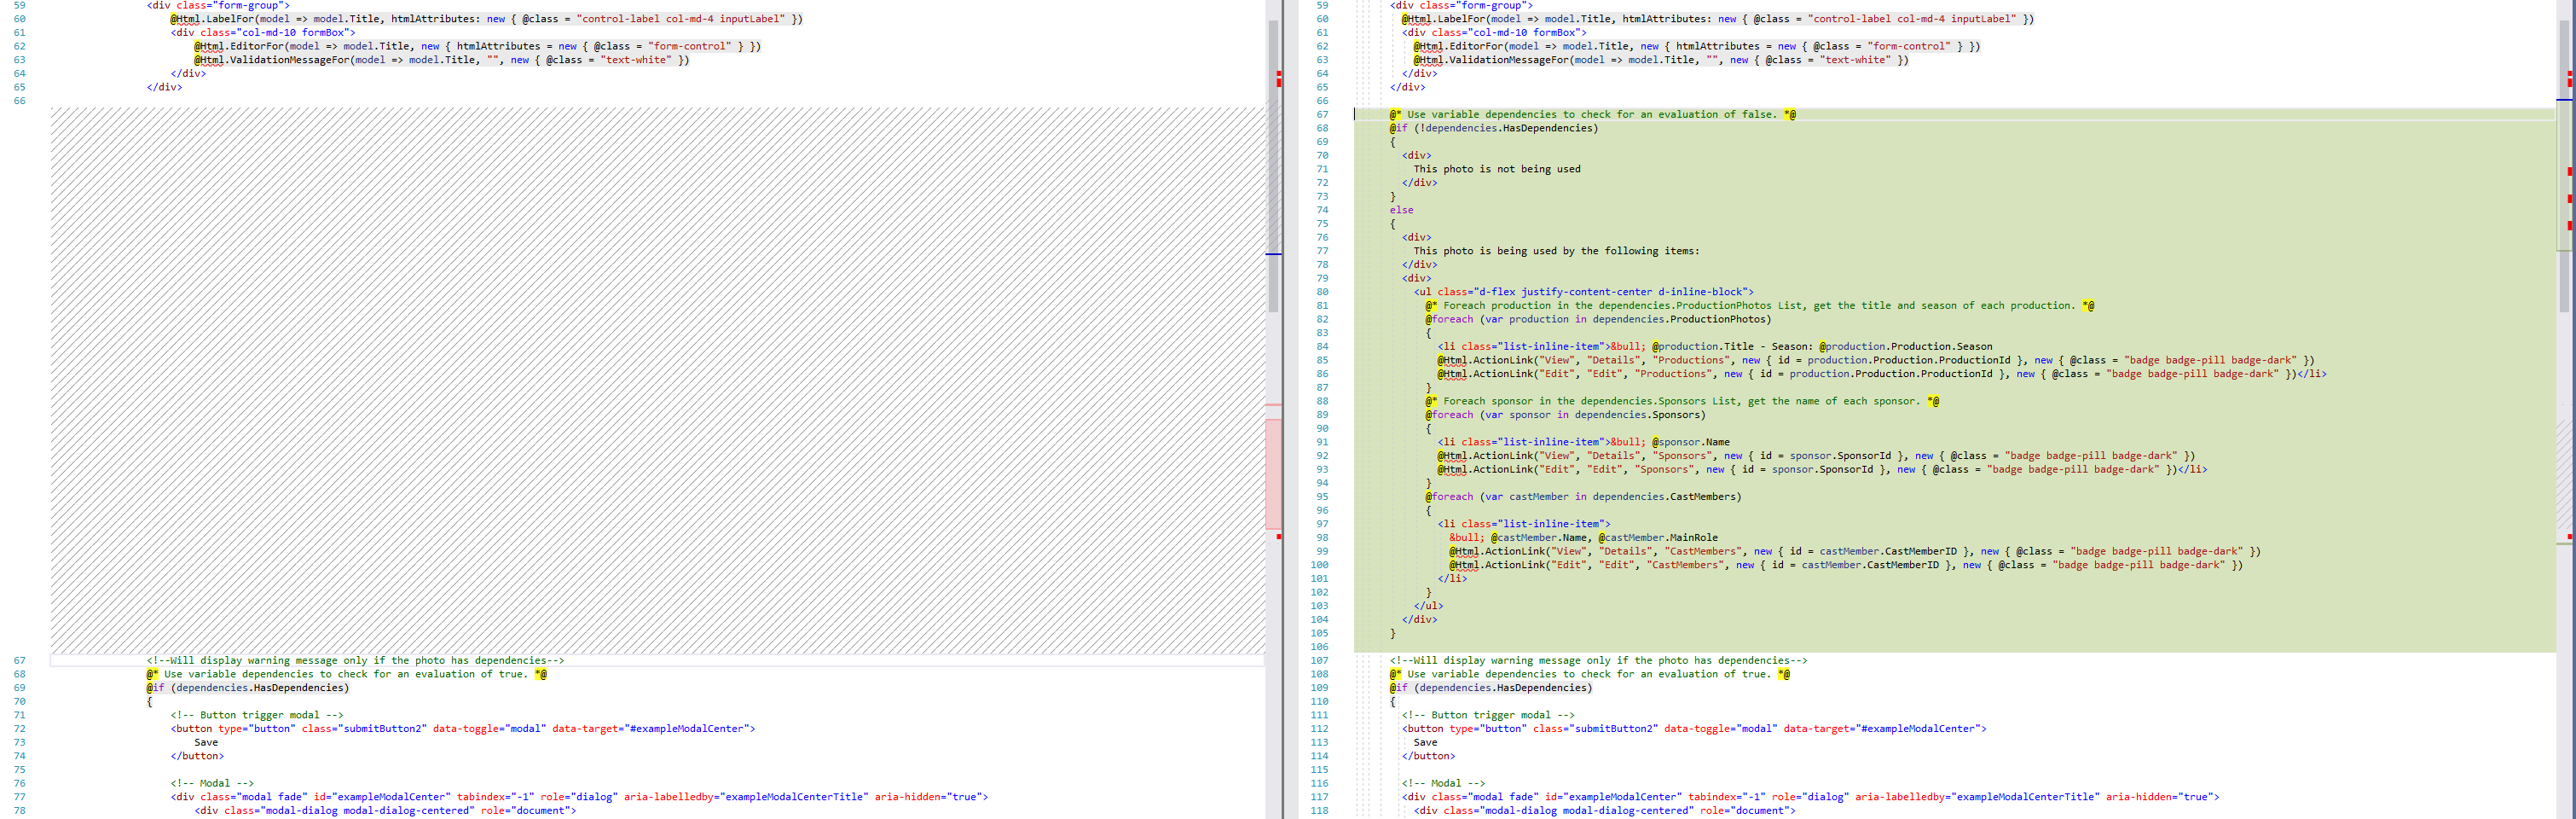 59 <div class="form-group">
60 @Html.LabelFor(model => model.Title, htmlAttributes: new { @class = "control-label col-md-4 inputLabel" })
61 <div class="col-md-10 formBox">
62 @Html.EditorFor(model => model.Title, new { htmlAttributes = new { @class = "form-control" } })
63 @Html.ValidationMessageFor(model => model.Title, "", new { @class = "text-white" })
64 </div>
65 </div>
66
67 <!--Will display warning message only if the photo has dependencies-->
68 @* Use variable dependencies to check for an evaluation of true. *@
69 @if (dependencies.HasDependencies)
70 {
71 <!-- Button trigger modal -->
72 <button type="button" class="submitButton2" data-toggle="modal" data-target="#exampleModalCenter">
73 Save
74 </button>
75
76 <!-- Modal -->
77 <div class="modal fade" id="exampleModalCenter" tabindex="-1" role="dialog" aria-labelledby="exampleModalCenterTitle" aria-hidden="true">
78 <div class="modal-dialog modal-dialog-centered" role="document">
59 <div class="form-group">
60 @Html.LabelFor(model => model.Title, htmlAttributes: new { @class = "control-label col-md-4 inputLabel" })
61 <div class="col-md-10 formBox">
62 @Html.EditorFor(model => model.Title, new { htmlAttributes = new { @class = "form-control" } })
63 @Html.ValidationMessageFor(model => model.Title, "", new { @class = "text-white" })
64 </div>
65 </div>
66
67 @* Use variable dependencies to check for an evaluation of false. *@
68 @if (!dependencies.HasDependencies)
69 {
70 <div>
71 This photo is not being used
72 </div>
73 }
74 else
75 {
76 <div>
77 This photo is being used by the following items:
78 </div>
79 <div>
80 <ul class="d-flex justify-content-center d-inline-block">
81 @* Foreach production in the dependencies.ProductionPhotos List, get the title and season of each production. *@
82 @foreach (var production in dependencies.ProductionPhotos)
83 {
84 <li class="list-inline-item">&bull; @production.Title - Season: @production.Production.Season
85 @Html.ActionLink("View", "Details", "Productions", new { id = production.Production.ProductionId }, new { @class = "badge badge-pill badge-dark" })
86 @Html.ActionLink("Edit", "Edit", "Productions", new { id = production.Production.ProductionId }, new { @class = "badge badge-pill badge-dark" })</li>
87 }
88 @* Foreach sponsor in the dependencies.Sponsors List, get the name of each sponsor. *@
89 @foreach (var sponsor in dependencies.Sponsors)
90 {
91 <li class="list-inline-item">&bull; @sponsor.Name
92 @Html.ActionLink("View", "Details", "Sponsors", new { id = sponsor.SponsorId }, new { @class = "badge badge-pill badge-dark" })
93 @Html.ActionLink("Edit", "Edit", "Sponsors", new { id = sponsor.SponsorId }, new { @class = "badge badge-pill badge-dark" })</li>
94 }
95 @foreach (var castMember in dependencies.CastMembers)
96 {
97 <li class="list-inline-item">
98 &bull; @castMember.Name, @castMember.MainRole
99 @Html.ActionLink("View", "Details", "CastMembers", new { id = castMember.CastMemberID }, new { @class = "badge badge-pill badge-dark" })
100 @Html.ActionLink("Edit", "Edit", "CastMembers", new { id = castMember.CastMemberID }, new { @class = "badge badge-pill badge-dark" })
101 </li>
102 }
103 </ul>
104 </div>
105 }
106
107 <!--Will display warning message only if the photo has dependencies-->
108 @* Use variable dependencies to check for an evaluation of true. *@
109 @if (dependencies.HasDependencies)
110 {
111 <!-- Button trigger modal -->
112 <button type="button" class="submitButton2" data-toggle="modal" data-target="#exampleModalCenter">
113 Save
114 </button>
115
116 <!-- Modal -->
117 <div class="modal fade" id="exampleModalCenter" tabindex="-1" role="dialog" aria-labelledby="exampleModalCenterTitle" aria-hidden="true">
118 <div class="modal-dialog modal-dialog-centered" role="document">